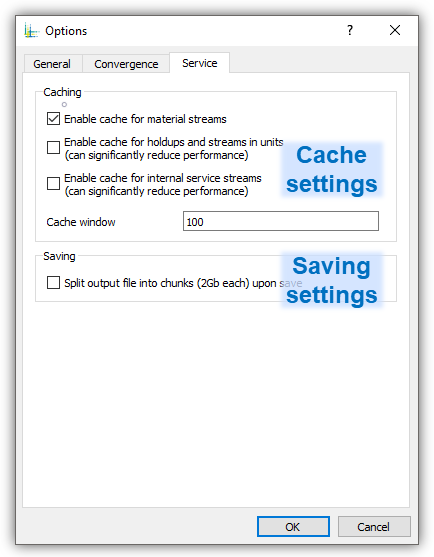 Options
?
General
Convergence
Service
Caching
Enable cache for material streams
Enable cache for holdups and streams in units
(can significantly reduce performance)
Enable cache for internal service streams
(can significantly reduce performance)
Cache window
100
Cache
settings
Saving
Split output file into chunks (2Gb each) upon save
Saving
settings
OK
Cancel